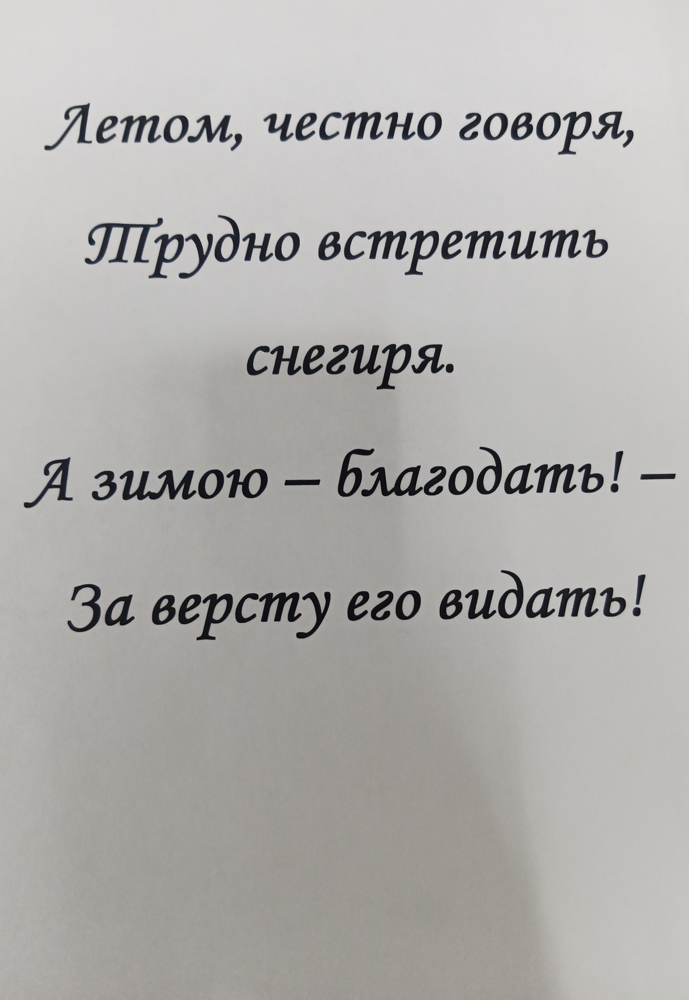 Летом, честно говоря,
Трудно встретить
снегиря.
А зимою – благодать! –
За версту его видать!